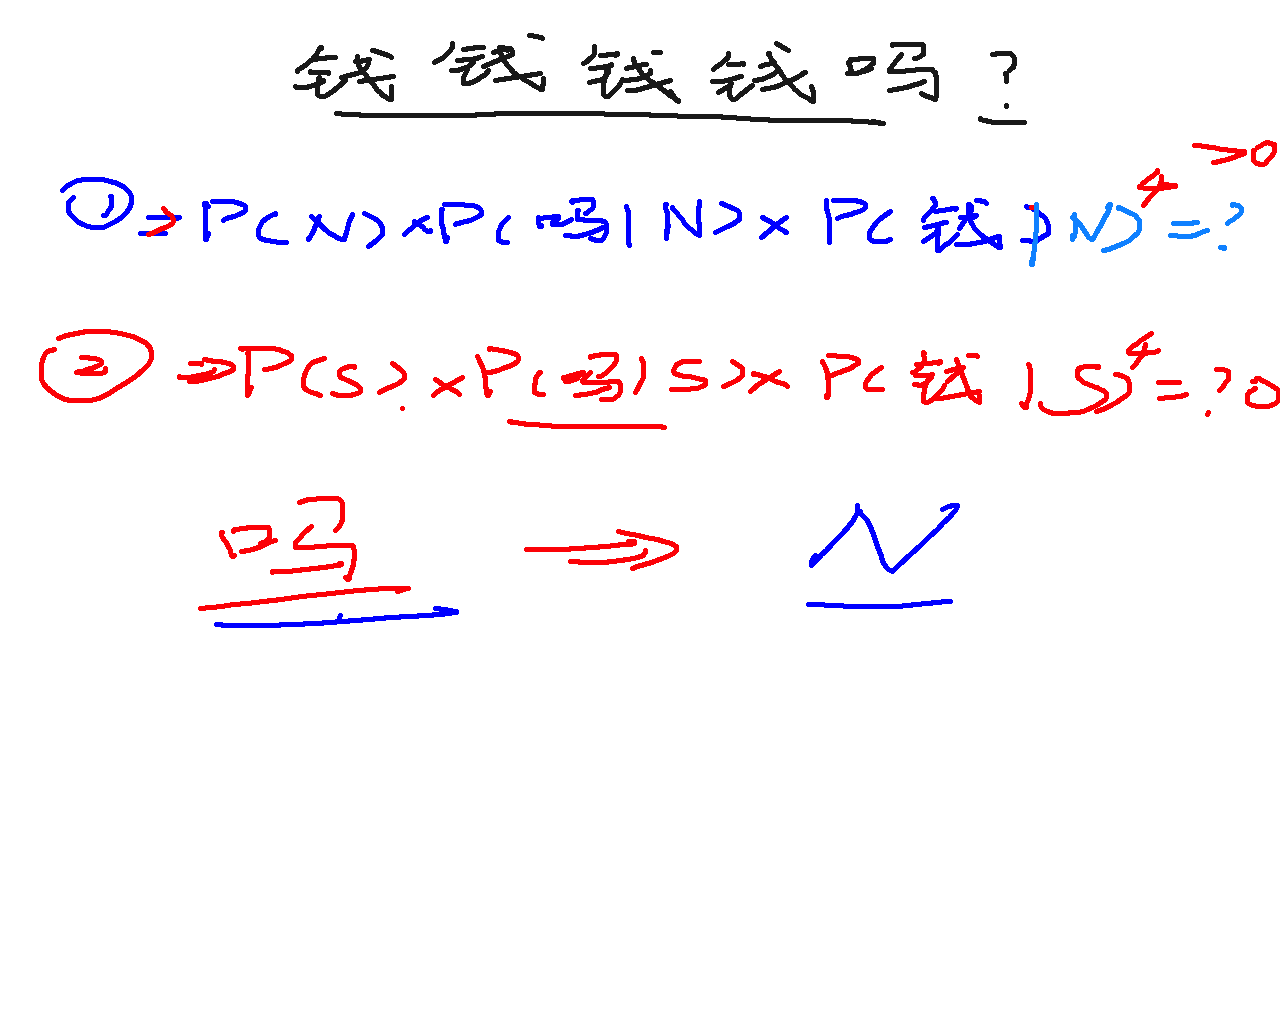 钱钱钱钱吗?
① ⇒ P(N) × P(吗|N) × P(钱|N)⁴ = ? >0
② ⇒ P(S) × P(吗|S) × P(钱|S)⁴ = ? 0
吗 ⇒ N